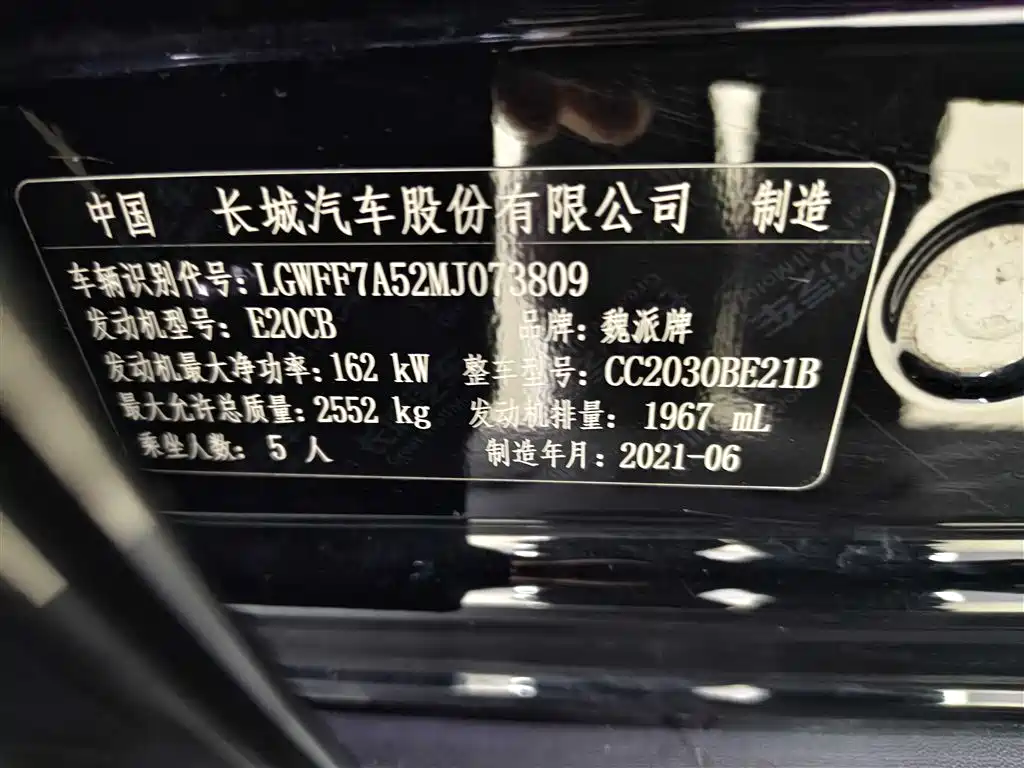 中国 长城汽车股份有限公司 制造
车辆识别代号: LGWFF7A52MJ073809
发动机型号: E20CB 品牌: 魏派牌
发动机最大净功率: 162 kW 整车型号: CC2030BE21B
最大允许总质量: 2552 kg 发动机排量: 1967 mL
乘坐人数: 5 人 制造年月: 2021-06